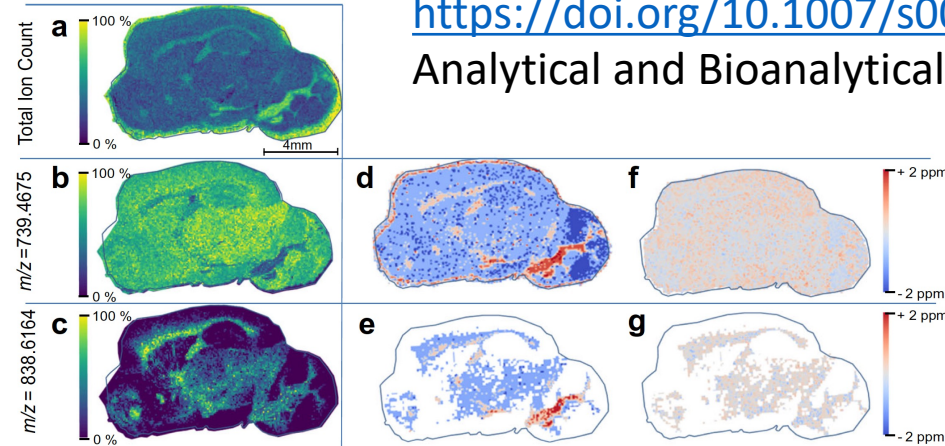 https://doi.org/10.1007/s0
Analytical and Bioanalytical
Total Ion Count
a
100 %
0 %
4mm
m/z = 739.4675
b
100 %
0 %
d
f
+ 2 ppm
- 2 ppm
m/z = 838.6164
c
100 %
0 %
e
g
+ 2 ppm
- 2 ppm